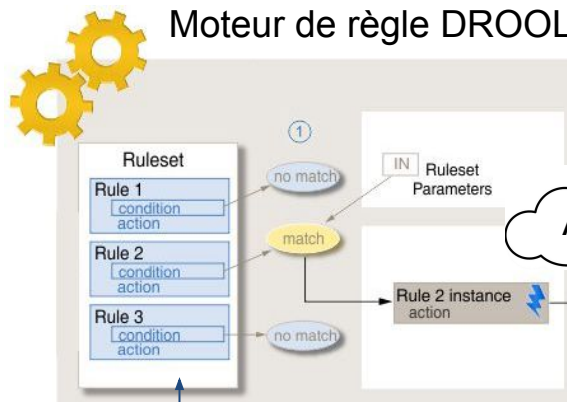 Moteur de règle DROOL
1
Ruleset
Rule 1
condition
action
no match
Rule 2
condition
action
match
Rule 3
condition
action
no match
IN
Ruleset
Parameters
A
Rule 2 instance
action